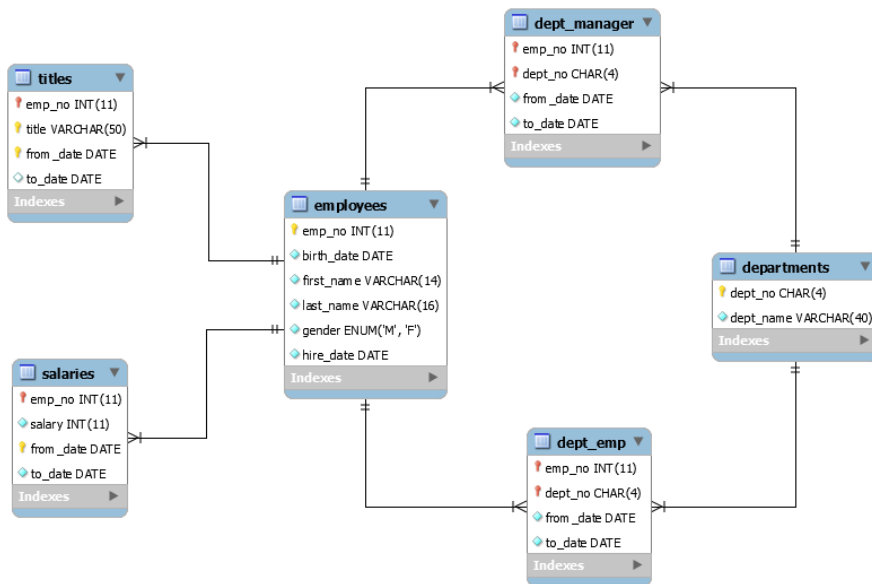 dept_manager
emp_no INT(11)
dept_no CHAR(4)
from_date DATE
to_date DATE
Indexes
titles
emp_no INT(11)
title VARCHAR(50)
from_date DATE
to_date DATE
Indexes
employees
emp_no INT(11)
birth_date DATE
first_name VARCHAR(14)
last_name VARCHAR(16)
gender ENUM('M', 'F')
hire_date DATE
Indexes
departments
dept_no CHAR(4)
dept_name VARCHAR(40)
Indexes
salaries
emp_no INT(11)
salary INT(11)
from_date DATE
to_date DATE
Indexes
dept_emp
emp_no INT(11)
dept_no CHAR(4)
from_date DATE
to_date DATE
Indexes